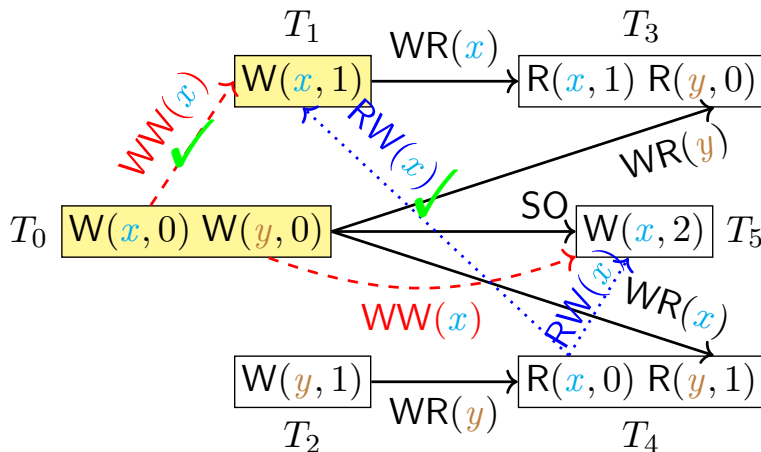 T₁
T₃
W(x, 1)
WR(x)
R(x, 1) R(y, 0)
WW(x)
RW(x)
WR(y)
T₀
W(x, 0) W(y, 0)
SO
W(x, 2)
T₅
WW(x)
RW(x)
WR(x)
W(y, 1)
WR(y)
R(x, 0) R(y, 1)
T₂
T₄